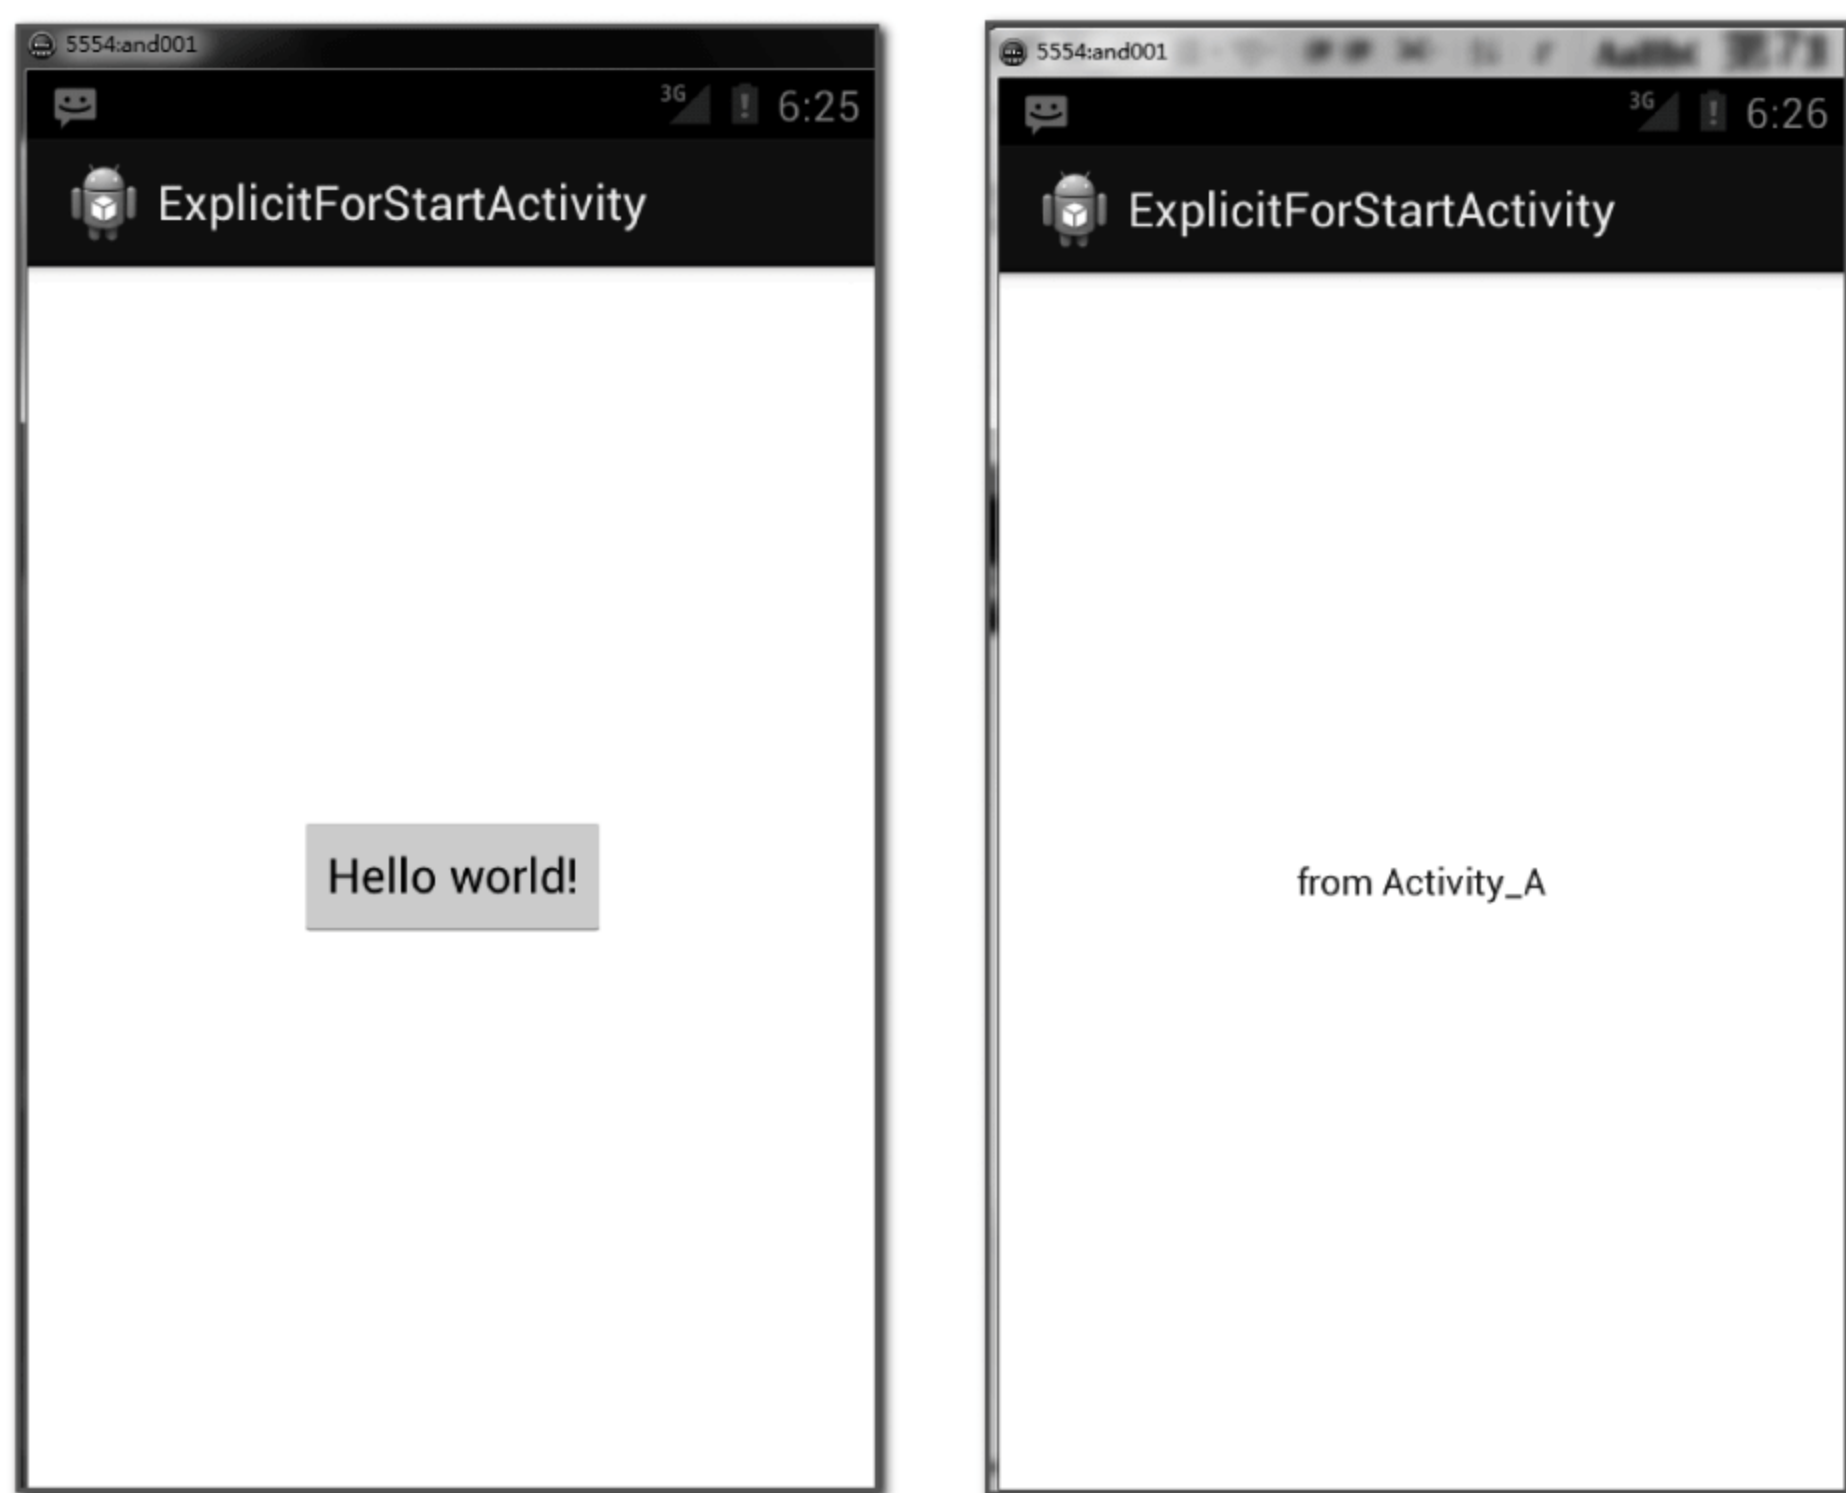 5554:and001
3G 6:25
ExplicitForStartActivity
Hello world!
5554:and001
3G 6:26
ExplicitForStartActivity
from Activity_A